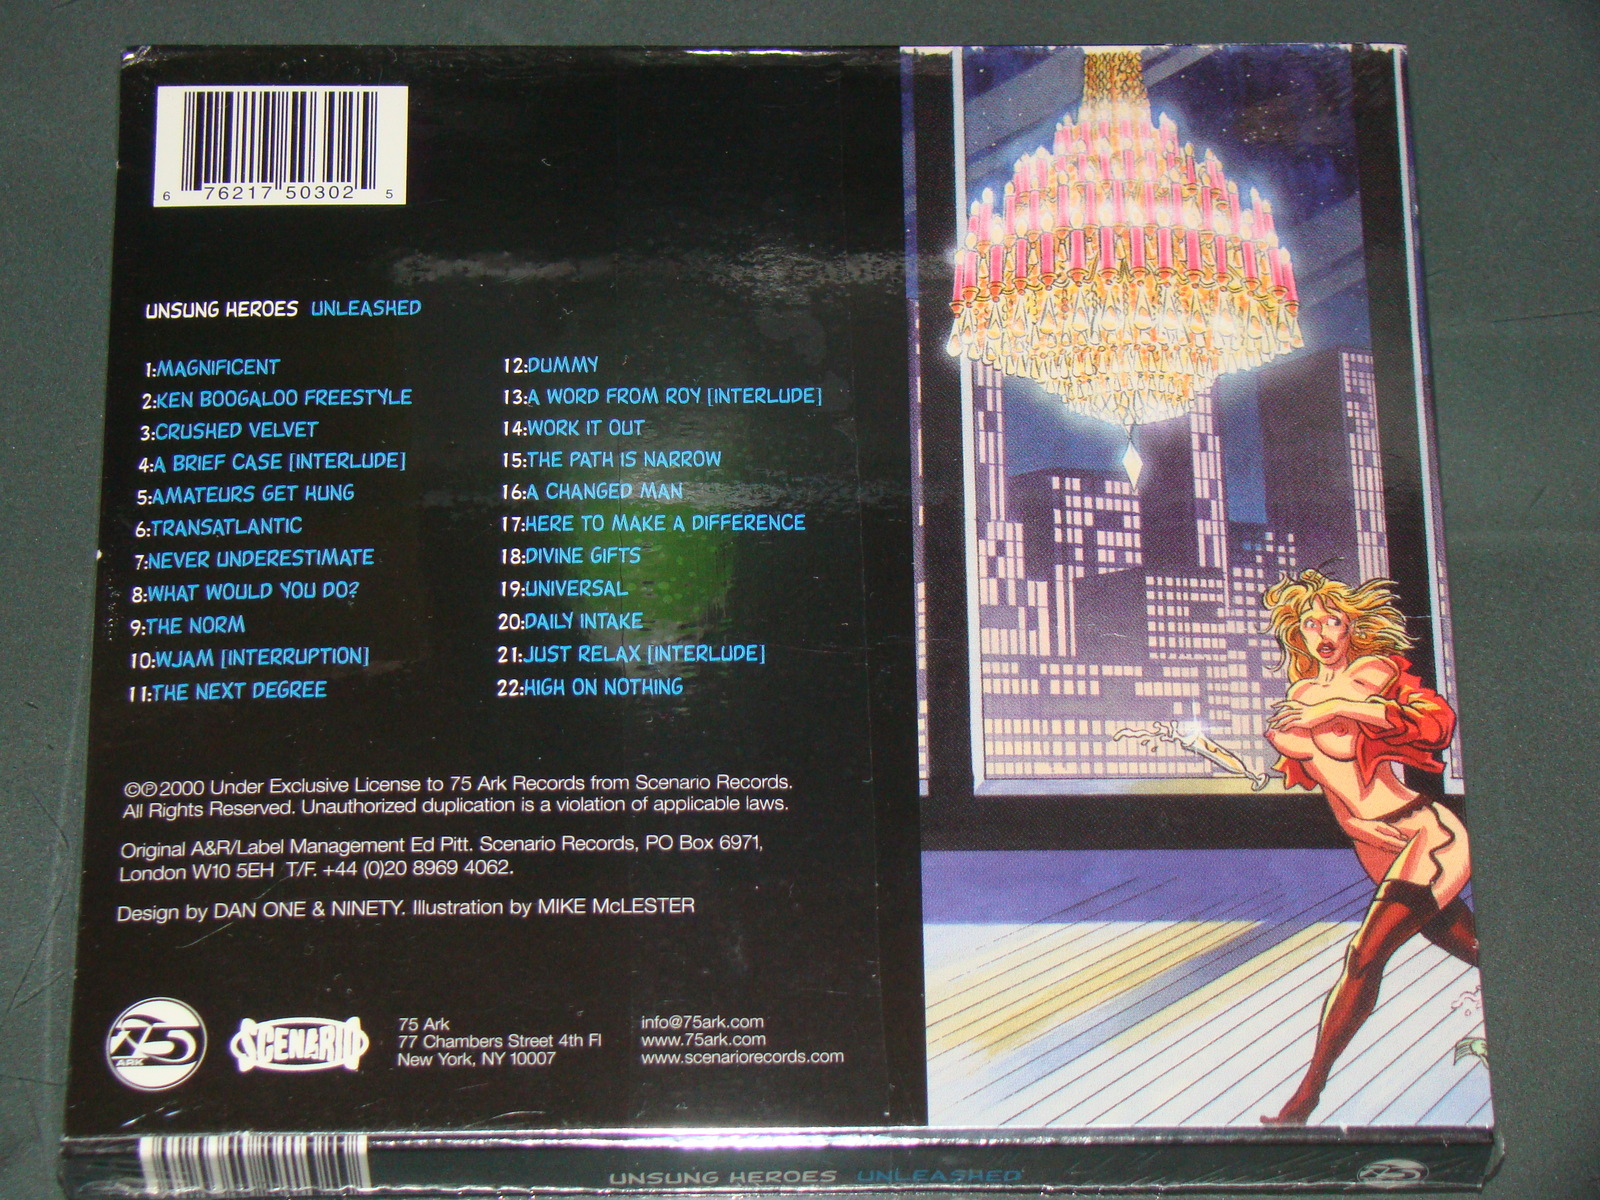 6 76217 50302 5
UNSUNG HEROES UNLEASHED
1:MAGNIFICENT
2:KEN BOOGALOO FREESTYLE
3:CRUSHED VELVET
4:A BRIEF CASE [INTERLUDE]
5:AMATEURS GET HUNG
6:TRANSATLANTIC
7:NEVER UNDERESTIMATE
8:WHAT WOULD YOU DO?
9:THE NORM
10:WJAM [INTERRUPTION]
11:THE NEXT DEGREE
12:DUMMY
13:A WORD FROM ROY [INTERLUDE]
14:WORK IT OUT
15:THE PATH IS NARROW
16:A CHANGED MAN
17:HERE TO MAKE A DIFFERENCE
18:DIVINE GIFTS
19:UNIVERSAL
20:DAILY INTAKE
21:JUST RELAX [INTERLUDE]
22:HIGH ON NOTHING
©℗2000 Under Exclusive License to 75 Ark Records from Scenario Records.
All Rights Reserved. Unauthorized duplication is a violation of applicable laws.
Original A&R/Label Management Ed Pitt. Scenario Records, PO Box 6971,
London W10 5EH T/F. +44 (0)20 8969 4062.
Design by DAN ONE & NINETY. Illustration by MIKE McLESTER
75
ARK
SCENARIO
75 Ark
77 Chambers Street 4th Fl
New York, NY 10007
info@75ark.com
www.75ark.com
www.scenariorecords.com
UNSUNG HEROES UNLEASHED
75